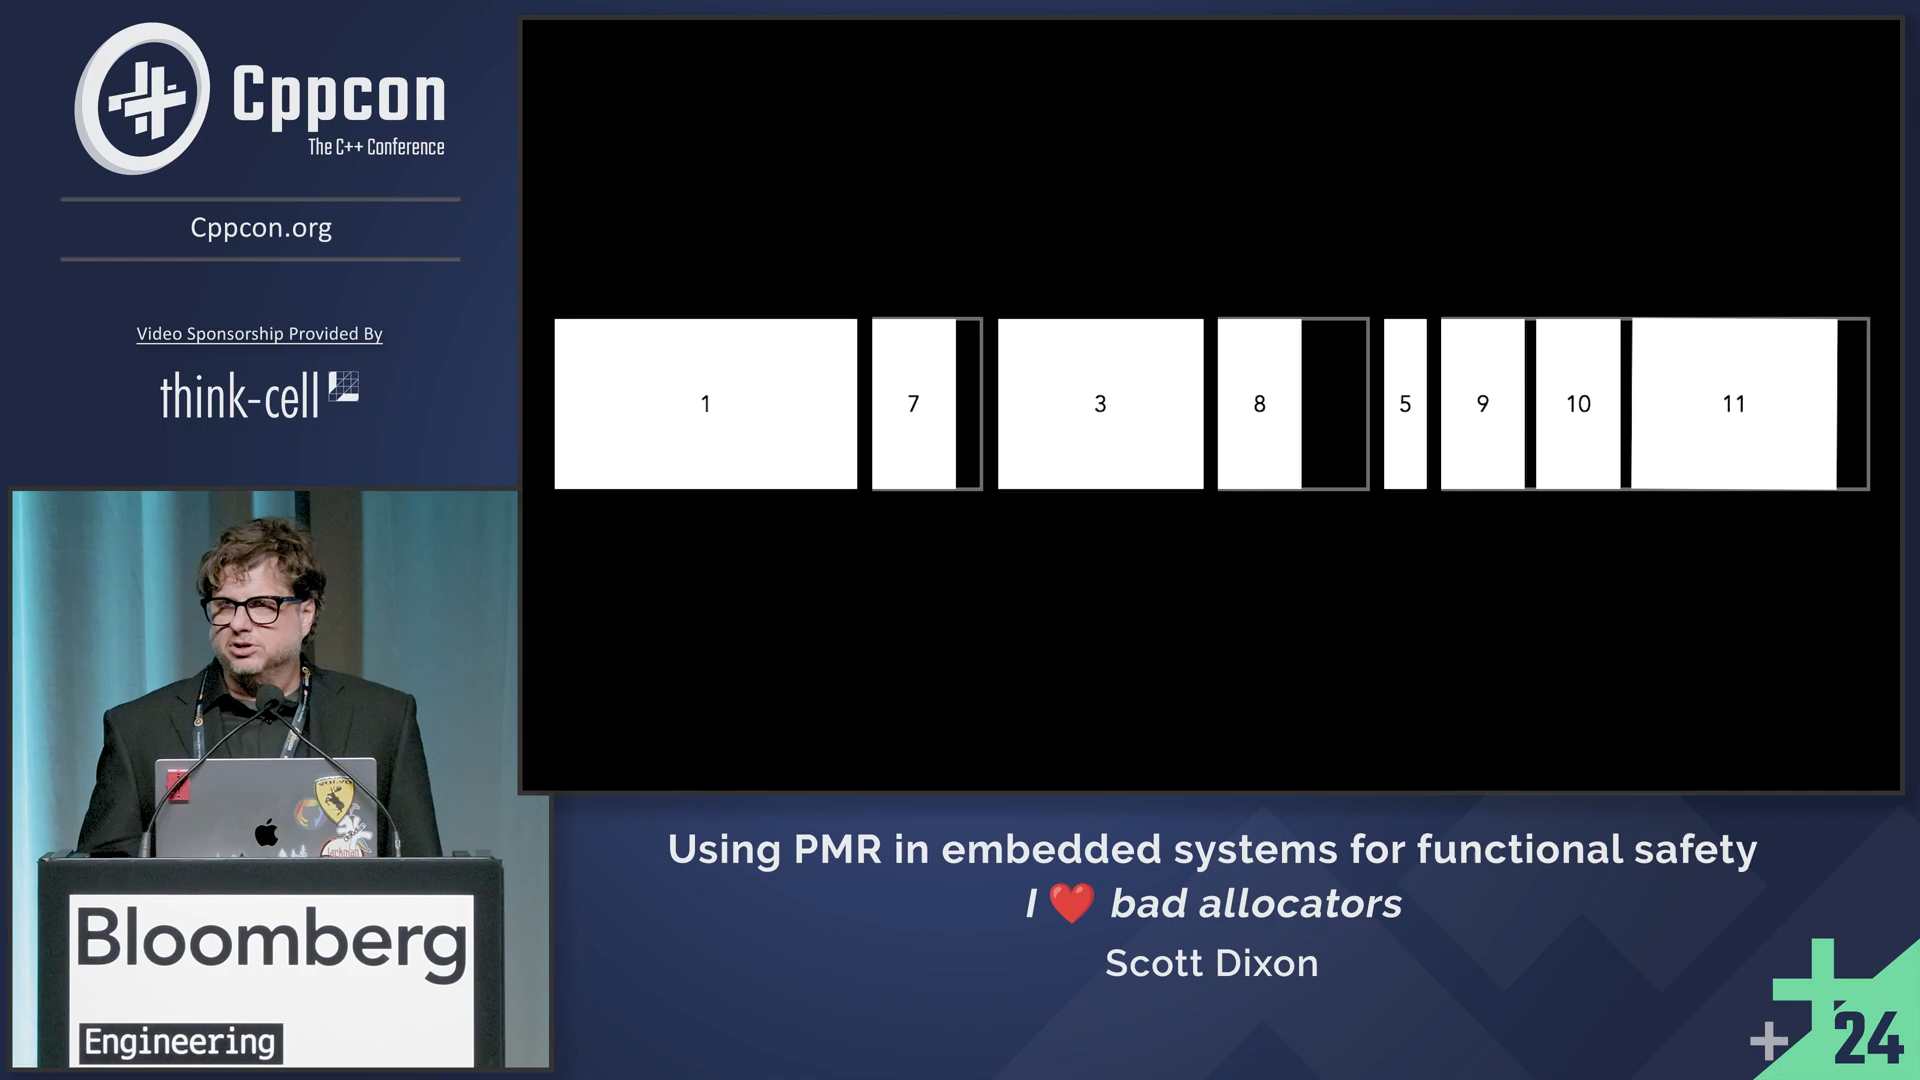 Cppcon
The C++ Conference
Cppcon.org
Video Sponsorship Provided By
think-cell
1 7 3 8 5 9 10 11
VOLVO
Bloomberg
Engineering
Using PMR in embedded systems for functional safety
I ❤️ bad allocators
Scott Dixon
24